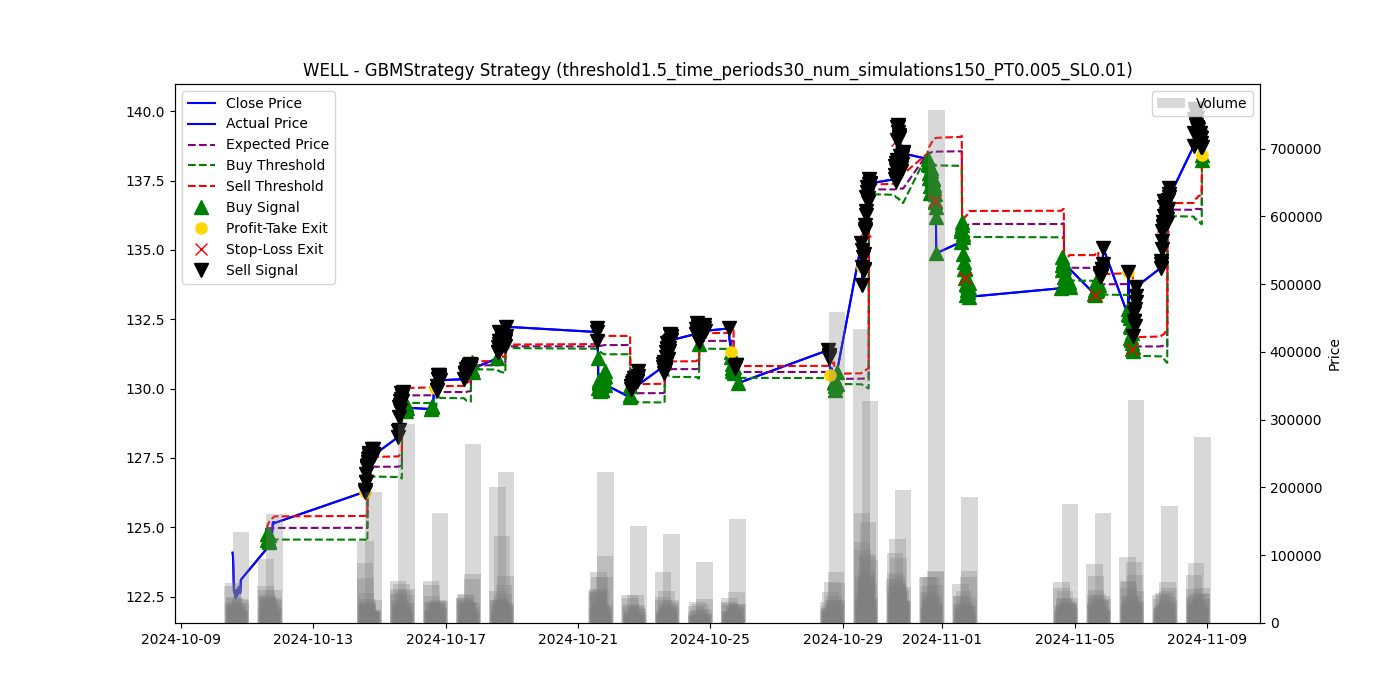 WELL - GBMStrategy Strategy (threshold1.5_time_periods30_num_simulations150_PT0.005_SL0.01)
Close Price
Actual Price
Expected Price
Buy Threshold
Sell Threshold
Buy Signal
Profit-Take Exit
Stop-Loss Exit
Sell Signal
Volume
140.0
137.5
135.0
132.5
130.0
127.5
125.0
122.5
700000
600000
500000
400000
300000
200000
100000
0
Price
2024-10-09
2024-10-13
2024-10-17
2024-10-21
2024-10-25
2024-10-29
2024-11-01
2024-11-05
2024-11-09